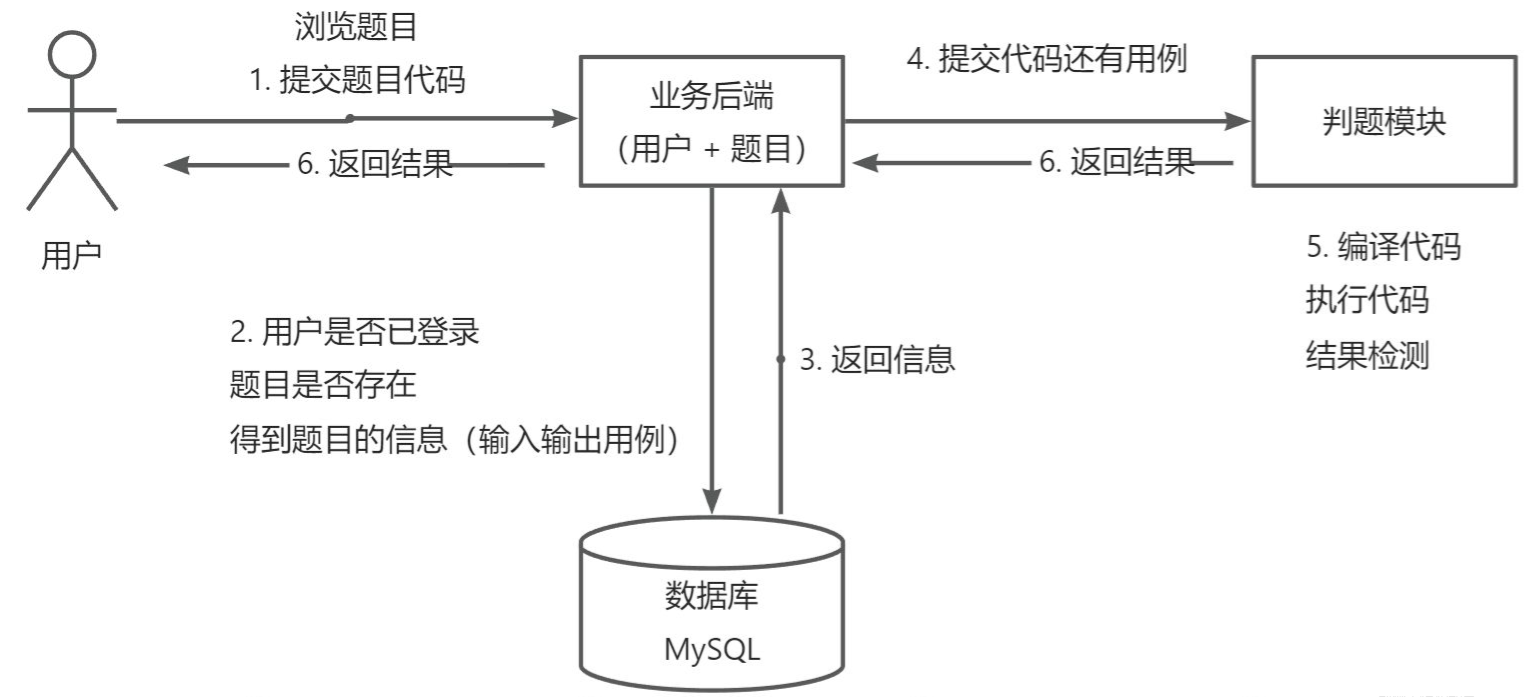 浏览题目
1. 提交题目代码
6. 返回结果
用户
业务后端
（用户 + 题目）
4. 提交代码还有用例
6. 返回结果
判题模块
5. 编译代码
执行代码
结果检测
2. 用户是否已登录
题目是否存在
得到题目的信息（输入输出用例）
3. 返回信息
数据库
MySQL